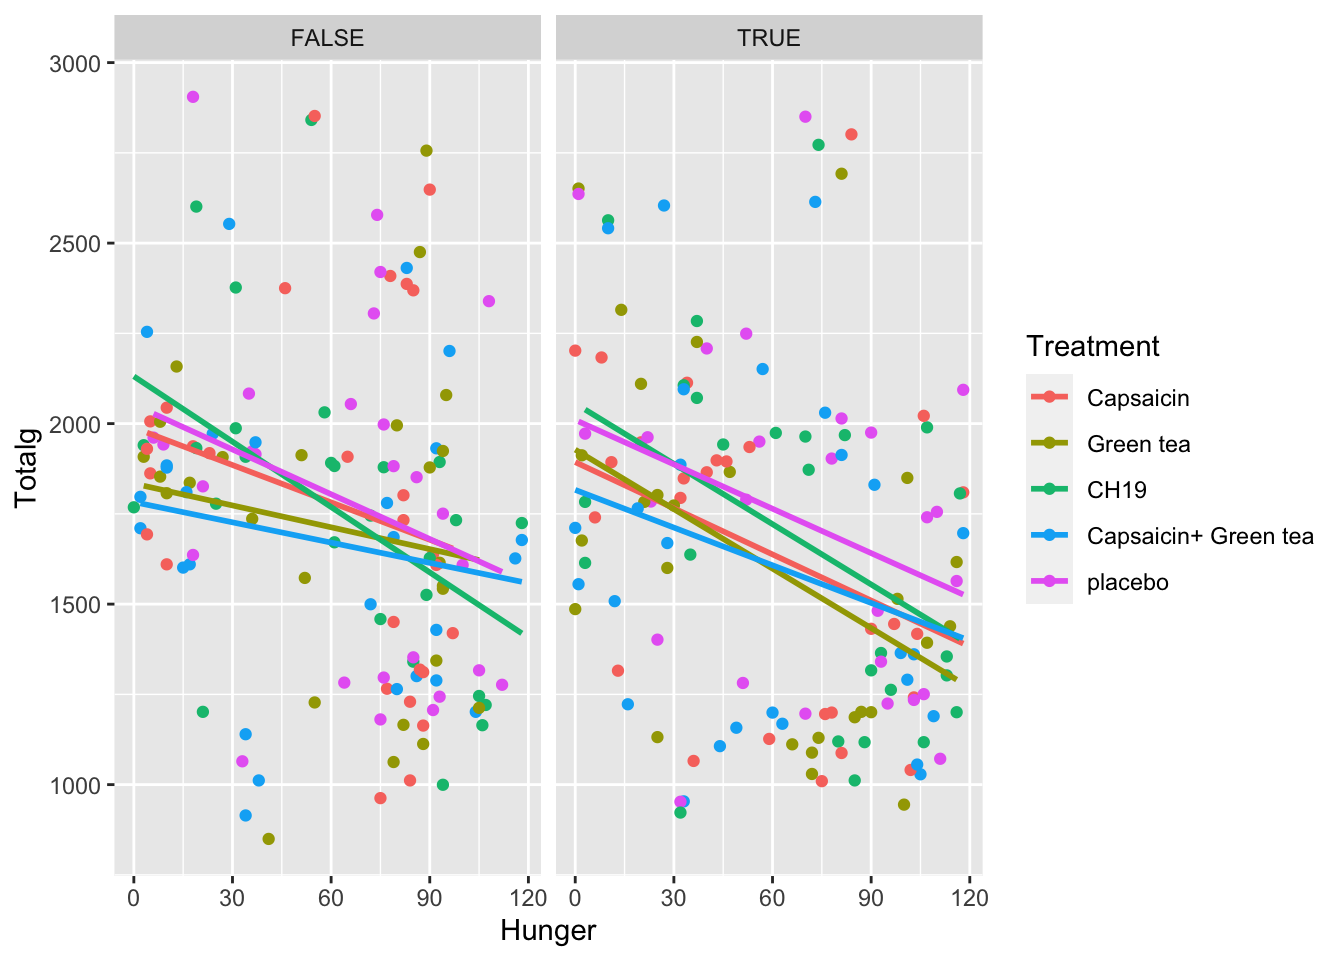 FALSE
TRUE
3000
2500
2000
1500
1000
Totalg
0 30 60 90 120
0 30 60 90 120
Hunger
Treatment
Capsaicin
Green tea
CH19
Capsaicin+ Green tea
placebo